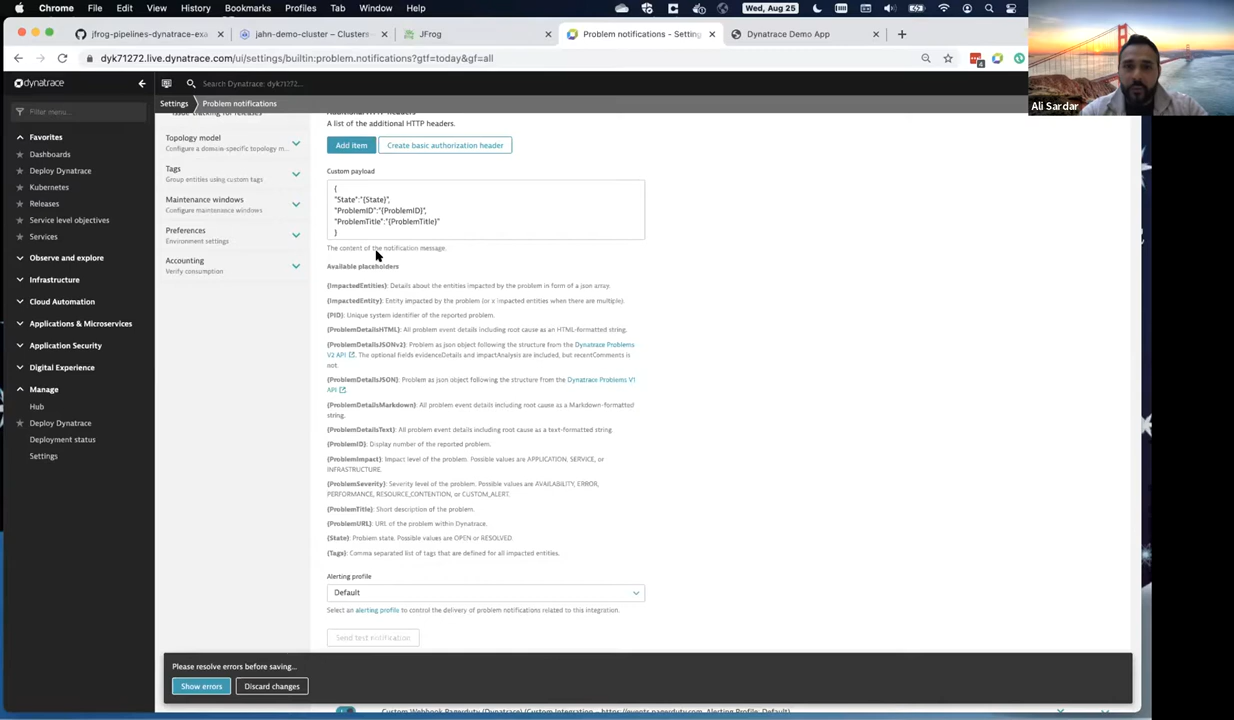 Chrome File Edit View History Bookmarks Profiles Tab Window Help
Wed, Aug 25
jfrog-pipelines-dynatrace-exa
jahn-demo-cluster – Clusters
JFrog
Problem notifications - Setting
Dynatrace Demo App
dyk71272.live.dynatrace.com/ui/settings/builtin:problem.notifications?gtf=today&gf=all
Ali Sardar
dynatrace
Search Dynatrace: dyk71272...
Filter menu...
Settings
Problem notifications
Favorites
Dashboards
Deploy Dynatrace
Kubernetes
Releases
Service level objectives
Services
Observe and explore
Infrastructure
Cloud Automation
Applications & Microservices
Application Security
Digital Experience
Manage
Hub
Deploy Dynatrace
Deployment status
Settings
Issue tracking for releases
Topology model
Configure a domain-specific topology m...
Tags
Group entities using custom tags
Maintenance windows
Configure maintenance windows
Preferences
Environment settings
Accounting
Verify consumption
Additional HTTP headers
A list of the additional HTTP headers.
Add item
Create basic authorization header
Custom payload
{
"State":"{State}",
"ProblemID":"{ProblemID}",
"ProblemTitle":"{ProblemTitle}"
}
The content of the notification message.
Available placeholders
{ImpactedEntities}: Details about the entities impacted by the problem in form of a json array.
{ImpactedEntity}: Entity impacted by the problem (or x impacted entities when there are multiple).
{PID}: Unique system identifier of the reported problem.
{ProblemDetailsHTML}: All problem event details including root cause as an HTML-formatted string.
{ProblemDetailsJSONv2}: Problem as json object following the structure from the Dynatrace Problems
V2 API. The optional fields evidenceDetails and impactAnalysis are included, but recentComments is
not.
{ProblemDetailsJSON}: Problem as json object following the structure from the Dynatrace Problems V1
API
{ProblemDetailsMarkdown}: All problem event details including root cause as a Markdown-formatted
string.
{ProblemDetailsText}: All problem event details including root cause as a text-formatted string.
{ProblemID}: Display number of the reported problem.
{ProblemImpact}: Impact level of the problem. Possible values are APPLICATION, SERVICE, or
INFRASTRUCTURE.
{ProblemSeverity}: Severity level of the problem. Possible values are AVAILABILITY, ERROR,
PERFORMANCE, RESOURCE_CONTENTION, or CUSTOM_ALERT.
{ProblemTitle}: Short description of the problem.
{ProblemURL}: URL of the problem within Dynatrace.
{State}: Problem state. Possible values are OPEN or RESOLVED.
{Tags}: Comma separated list of tags that are defined for all impacted entities.
Alerting profile
Default
Select an alerting profile to control the delivery of problem notifications related to this integration.
Send test notification
Please resolve errors before saving...
Show errors
Discard changes
Custom Webhook Pagerduty (Dynatrace) (Custom Integration – https://events.pagerduty.com, Alerting Profile: Default)